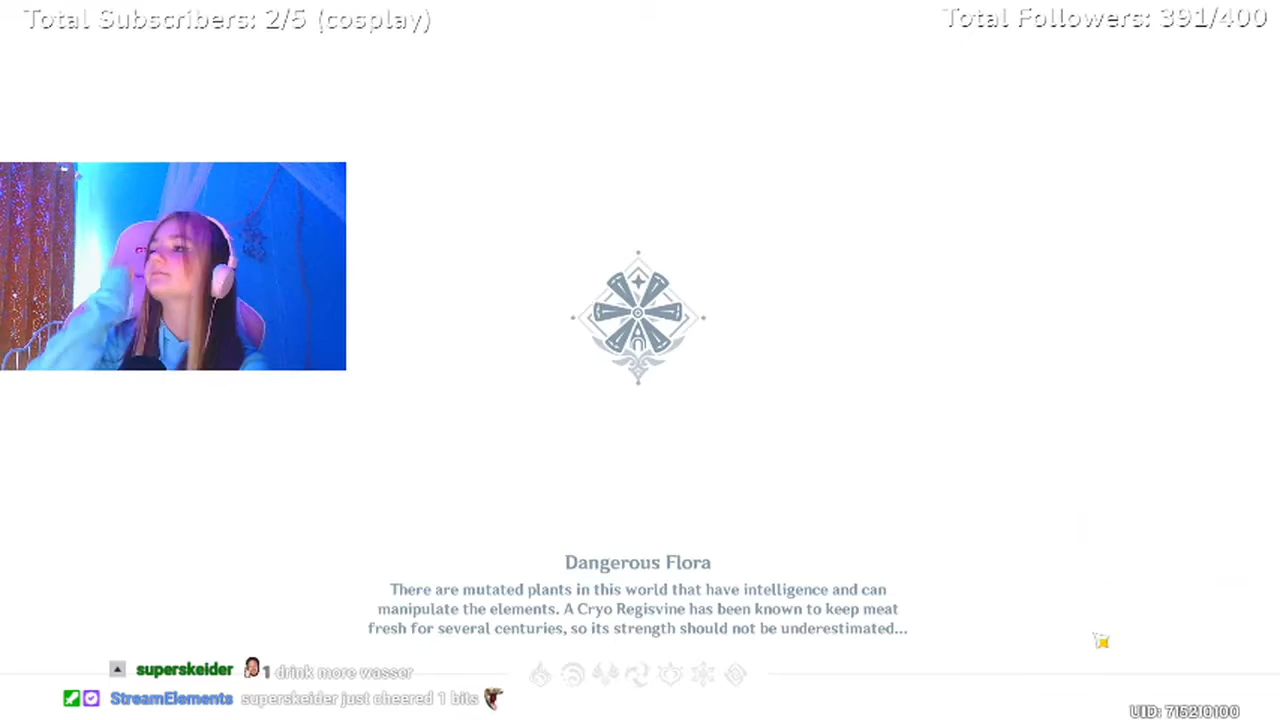 Total Subscribers: 2/5 (cosplay)
Total Followers: 391/400
Dangerous Flora
There are mutated plants in this world that have intelligence and can
manipulate the elements. A Cryo Regisvine has been known to keep meat
fresh for several centuries, so its strength should not be underestimated...
superskeider 1 drink more wasser
StreamElements superskeider just cheered 1 bits
UID: 715210100